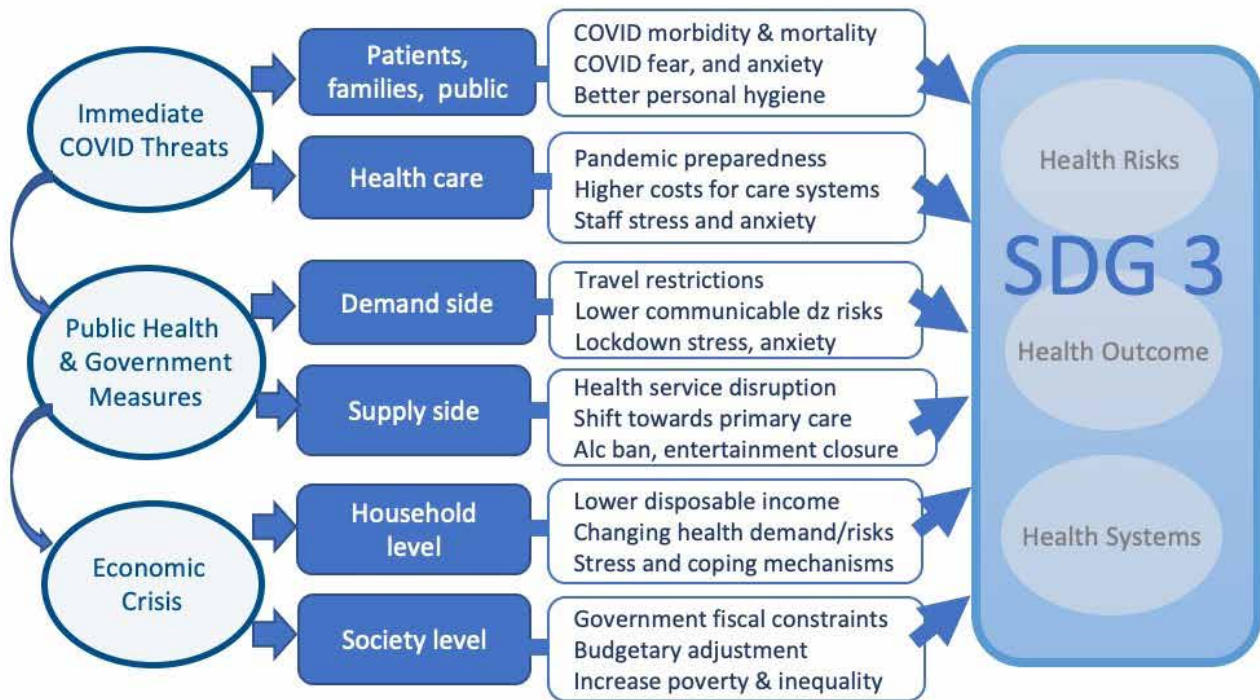 Immediate
COVID Threats
Patients,
families, public
COVID morbidity & mortality
COVID fear, and anxiety
Better personal hygiene
Health care
Pandemic preparedness
Higher costs for care systems
Staff stress and anxiety
Public Health
& Government
Measures
Demand side
Travel restrictions
Lower communicable dz risks
Lockdown stress, anxiety
Supply side
Health service disruption
Shift towards primary care
Alc ban, entertainment closure
Economic
Crisis
Household
level
Lower disposable income
Changing health demand/risks
Stress and coping mechanisms
Society level
Government fiscal constraints
Budgetary adjustment
Increase poverty & inequality
Health Risks
SDG 3
Health Outcome
Health Systems